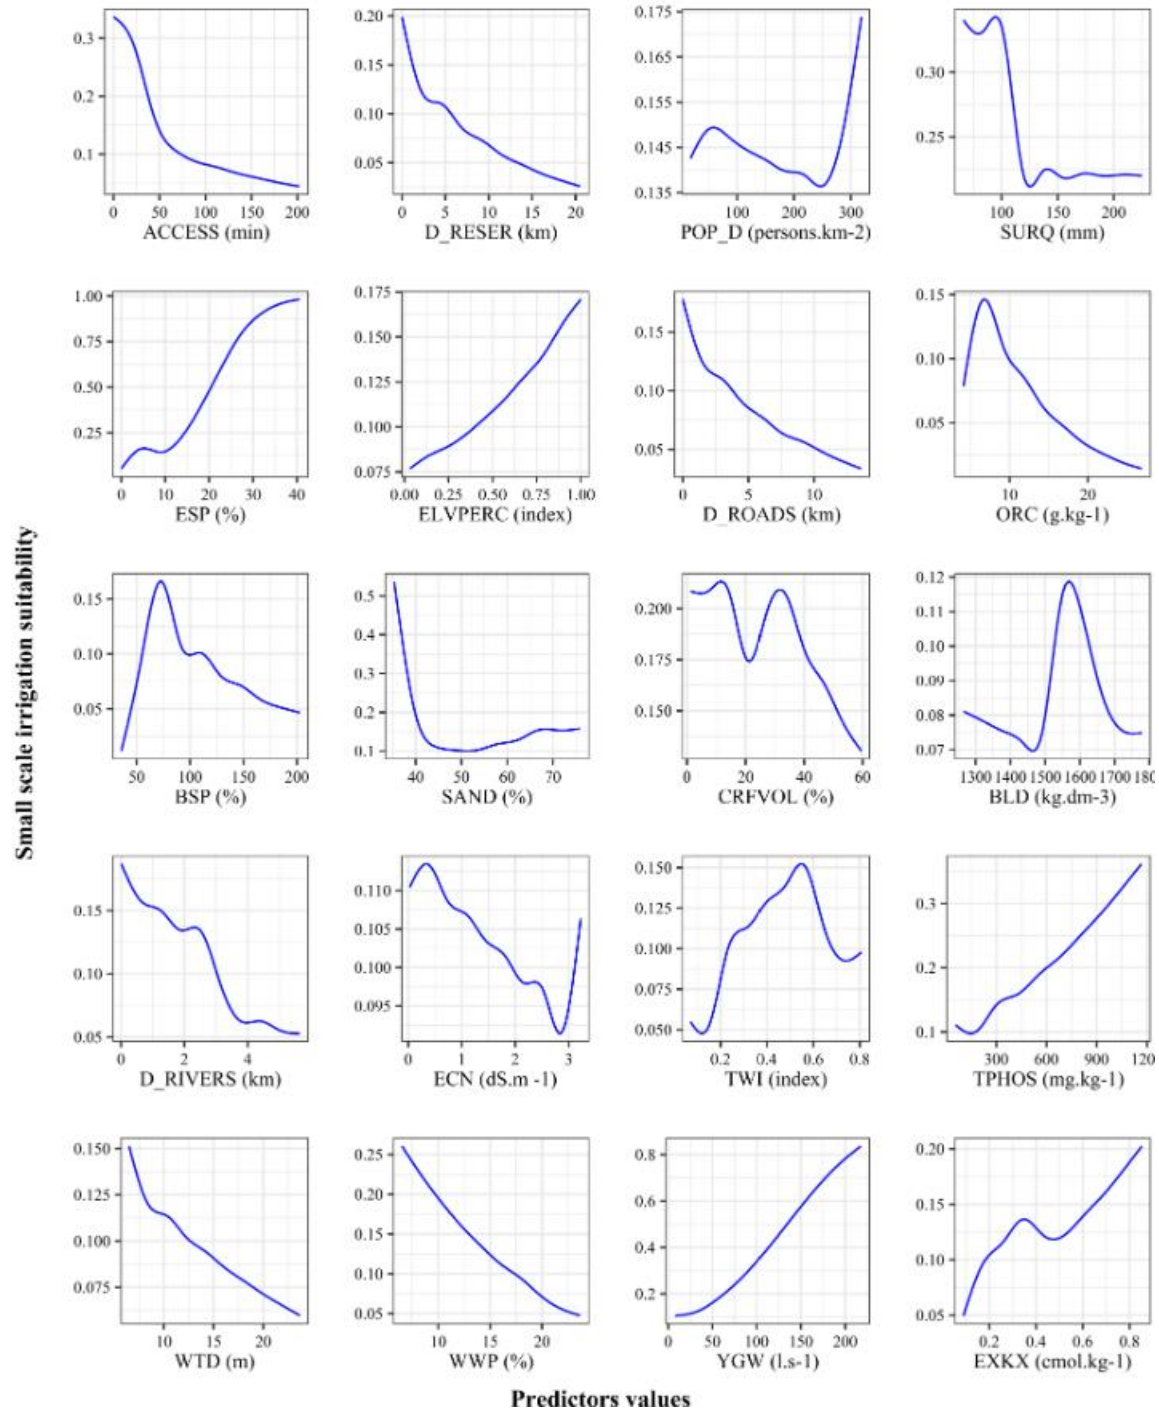 0.3
0.2
0.1
0 50 100 150 200
ACCESS (min)
0.20
0.15
0.10
0.05
0 5 10 15 20
D_RESER (km)
0.175
0.165
0.155
0.145
0.135
100 200 300
POP_D (persons.km-2)
0.30
0.25
100 150 200
SURQ (mm)
1.00
0.75
0.50
0.25
0 10 20 30 40
ESP (%)
0.175
0.150
0.125
0.100
0.075
0.00 0.25 0.50 0.75 1.00
ELVPERC (index)
0.15
0.10
0.05
0 5 10
D_ROADS (km)
0.15
0.10
0.05
10 20
ORC (g.kg-1)
Small scale irrigation suitability
0.15
0.10
0.05
50 100 150 200
BSP (%)
0.5
0.4
0.3
0.2
0.1
40 50 60 70
SAND (%)
0.200
0.175
0.150
0 20 40 60
CRFVOL (%)
0.12
0.11
0.10
0.09
0.08
0.07
1300 1400 1500 1600 1700 180
BLD (kg.dm-3)
0.15
0.10
0.05
0 2 4
D_RIVERS (km)
0.110
0.105
0.100
0.095
0 1 2 3
ECN (dS.m -1)
0.150
0.125
0.100
0.075
0.050
0.2 0.4 0.6 0.8
TWI (index)
0.3
0.2
0.1
300 600 900 120
TPHOS (mg.kg-1)
0.150
0.125
0.100
0.075
10 15 20
WTD (m)
0.25
0.20
0.15
0.10
0.05
10 15 20
WWP (%)
0.8
0.6
0.4
0.2
0 50 100 150 200
YGW (l.s-1)
0.20
0.15
0.10
0.05
0.2 0.4 0.6 0.8
EXKX (cmol.kg-1)
Predictors values